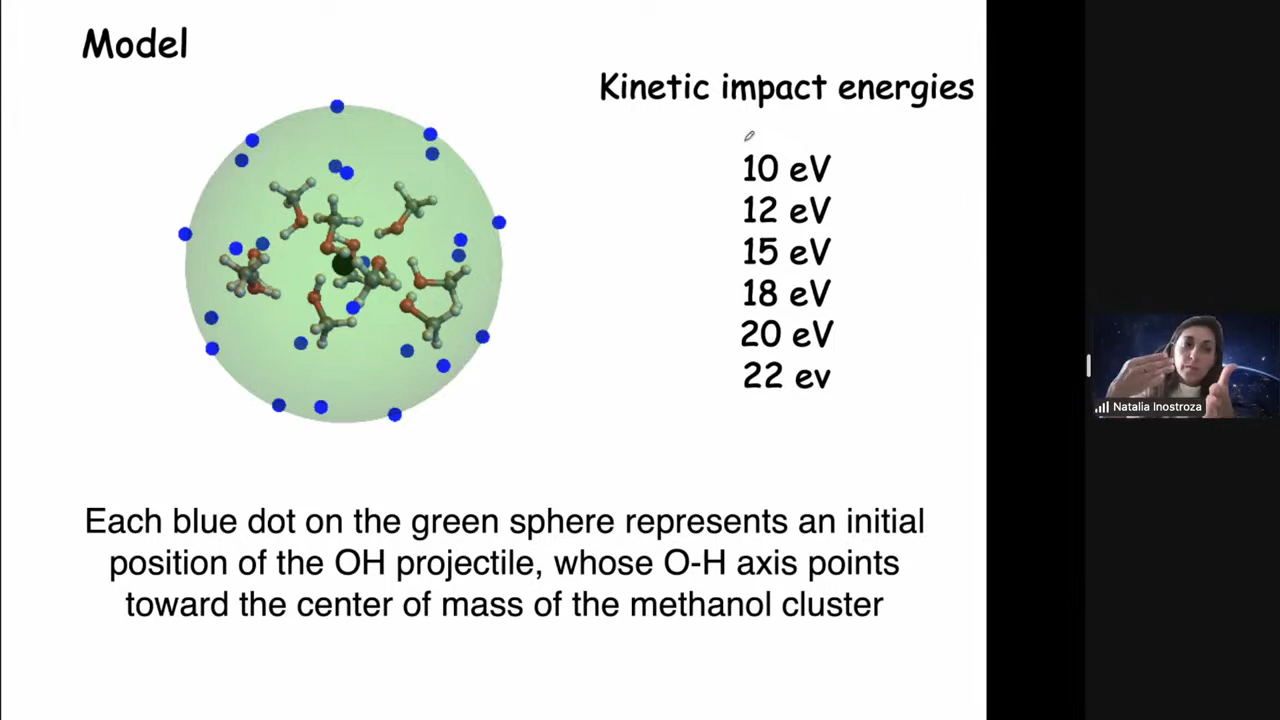 Model
Kinetic impact energies
10 eV
12 eV
15 eV
18 eV
20 eV
22 ev
Natalia Inostroza
Each blue dot on the green sphere represents an initial
position of the OH projectile, whose O-H axis points
toward the center of mass of the methanol cluster